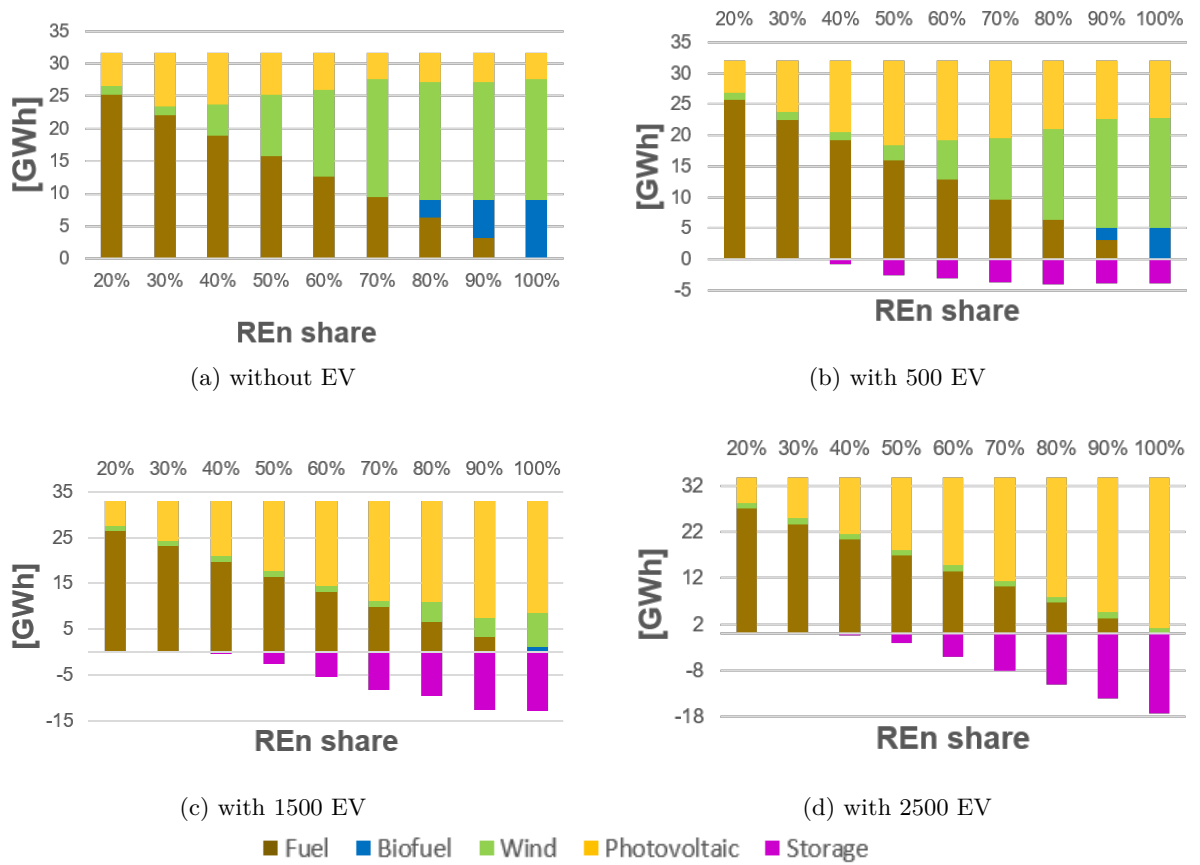 35
30
25
20
15
10
5
0
[GWh]
20% 30% 40% 50% 60% 70% 80% 90% 100%
REn share
(a) without EV
20% 30% 40% 50% 60% 70% 80% 90% 100%
35
30
25
20
15
10
5
0
-5
[GWh]
REn share
(b) with 500 EV
20% 30% 40% 50% 60% 70% 80% 90% 100%
35
25
15
5
-5
-15
[GWh]
REn share
(c) with 1500 EV
20% 30% 40% 50% 60% 70% 80% 90% 100%
32
22
12
2
-8
-18
[GWh]
REn share
(d) with 2500 EV
Fuel Biofuel Wind Photovoltaic Storage